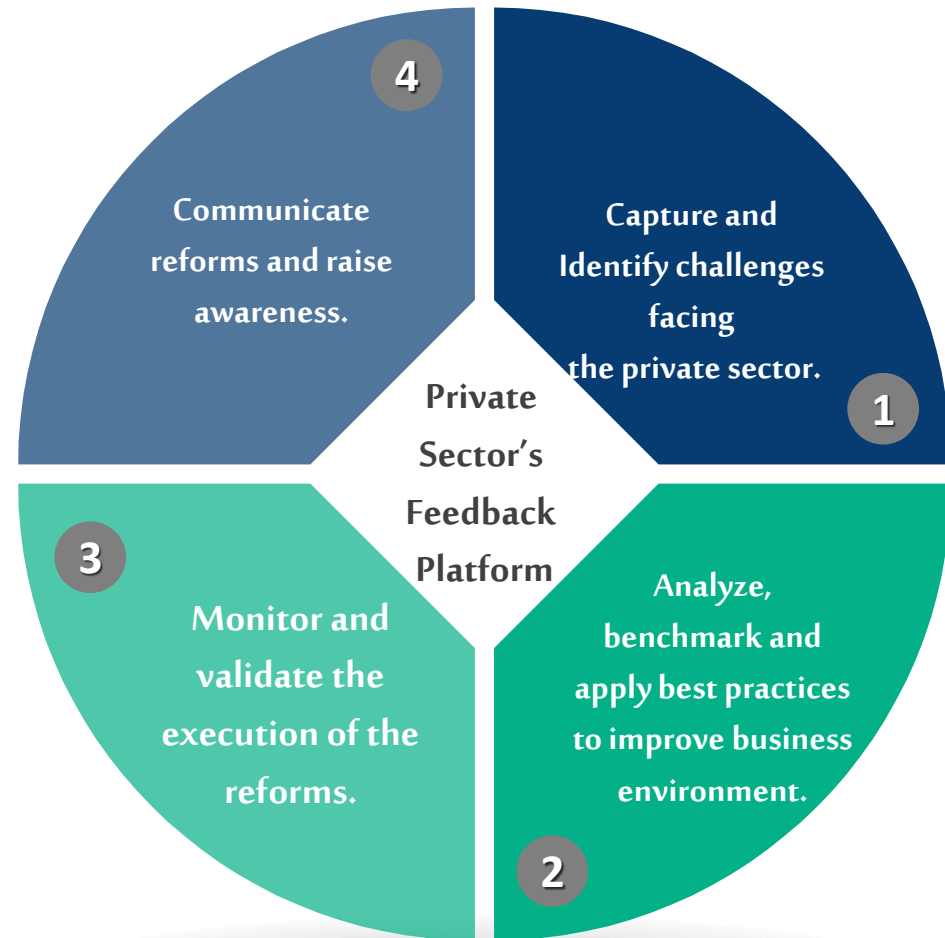 4
Communicate
reforms and raise
awareness.
Capture and
Identify challenges
facing
the private sector.
1
Private
Sector's
Feedback
Platform
3
Monitor and
validate the
execution of the
reforms.
Analyze,
benchmark and
apply best practices
to improve business
environment.
2